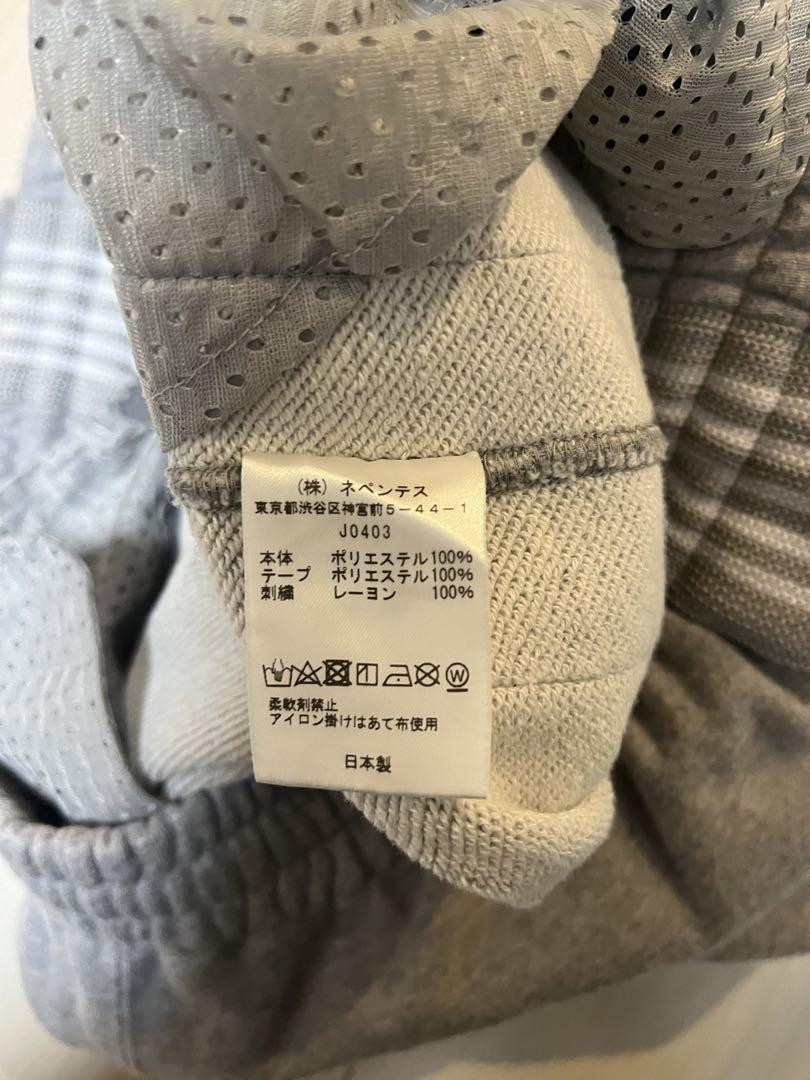 (株) ネペンテス
東京都渋谷区神宮前5-44-1
J0403
本体 ポリエステル100%
テープ ポリエステル100%
刺繍 レーヨン 100%
W
柔軟剤禁止
アイロン掛けはあて布使用
日本製